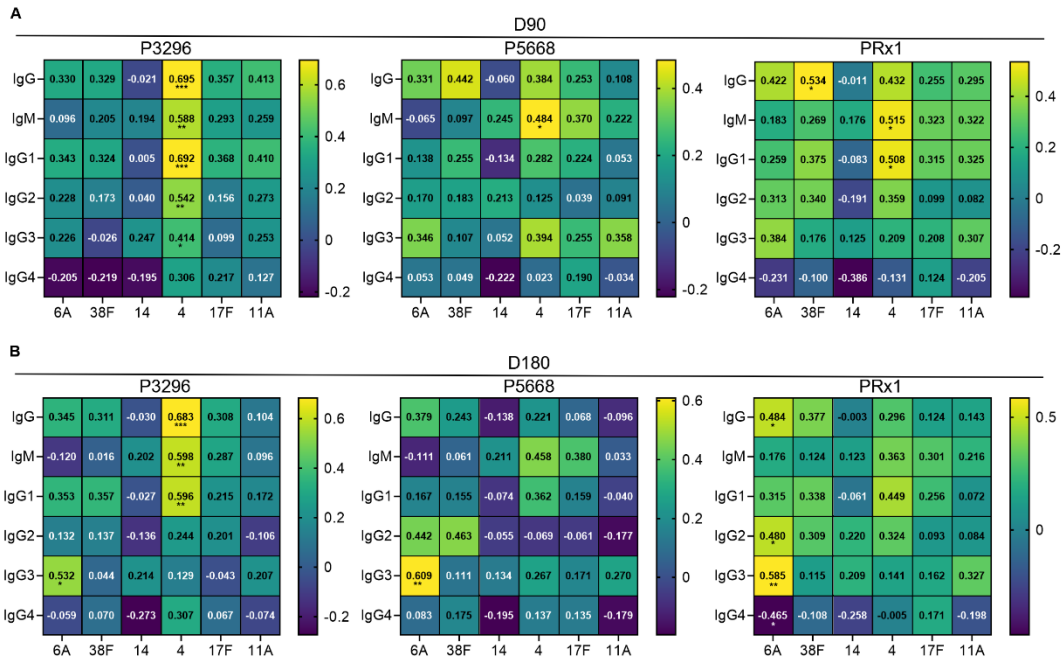 A
D90
P3296 P5668 PRx1
IgG 0.330 0.329 -0.021 0.695 0.357 0.413
***
IgM 0.096 0.205 0.194 0.588 0.293 0.259
**
IgG1 0.343 0.324 0.005 0.692 0.368 0.410
***
IgG2 0.228 0.173 0.040 0.542 0.156 0.273
**
IgG3 0.226 -0.026 0.247 0.414 0.099 0.253
*
IgG4 -0.205 -0.219 -0.195 0.306 0.217 0.127
6A 38F 14 4 17F 11A
0.6
0.4
0.2
0
-0.2
IgG 0.331 0.442 -0.060 0.384 0.253 0.108
IgM -0.065 0.097 0.245 0.484 0.370 0.222
*
IgG1 0.138 0.255 -0.134 0.282 0.224 0.053
IgG2 0.170 0.183 0.213 0.125 0.039 0.091
IgG3 0.346 0.107 0.052 0.394 0.255 0.358
IgG4 0.053 0.049 -0.222 0.023 0.190 -0.034
6A 38F 14 4 17F 11A
0.4
0.2
0
-0.2
IgG 0.422 0.534 -0.011 0.432 0.255 0.295
*
IgM 0.183 0.269 0.176 0.515 0.323 0.322
*
IgG1 0.259 0.375 -0.083 0.508 0.315 0.325
*
IgG2 0.313 0.340 -0.191 0.359 0.099 0.082
IgG3 0.384 0.176 0.125 0.209 0.208 0.307
IgG4 -0.231 -0.100 -0.386 -0.131 0.124 -0.205
6A 38F 14 4 17F 11A
0.4
0.2
0
-0.2
B
D180
P3296 P5668 PRx1
IgG 0.345 0.311 -0.030 0.683 0.308 0.104
***
IgM -0.120 0.016 0.202 0.598 0.287 0.096
**
IgG1 0.353 0.357 -0.027 0.596 0.215 0.172
**
IgG2 0.132 0.137 -0.136 0.244 0.201 -0.106
IgG3 0.532 0.044 0.214 0.129 -0.043 0.207
*
IgG4 -0.059 0.070 -0.273 0.307 0.067 -0.074
6A 38F 14 4 17F 11A
0.6
0.4
0.2
0
-0.2
IgG 0.379 0.243 -0.138 0.221 0.068 -0.096
IgM -0.111 0.061 0.211 0.458 0.380 0.033
IgG1 0.167 0.155 -0.074 0.362 0.159 -0.040
IgG2 0.442 0.463 -0.055 -0.069 -0.061 -0.177
IgG3 0.609 0.111 0.134 0.267 0.171 0.270
**
IgG4 0.083 0.175 -0.195 0.137 0.135 -0.179
6A 38F 14 4 17F 11A
0.6
0.4
0.2
0
IgG 0.484 0.377 -0.003 0.296 0.124 0.143
*
IgM 0.176 0.124 0.123 0.363 0.301 0.216
IgG1 0.315 0.338 -0.061 0.449 0.256 0.072
IgG2 0.480 0.309 0.220 0.324 0.093 0.084
*
IgG3 0.585 0.115 0.209 0.141 0.162 0.327
**
IgG4 -0.465 -0.108 -0.258 -0.005 0.171 -0.198
*
6A 38F 14 4 17F 11A
0.5
0